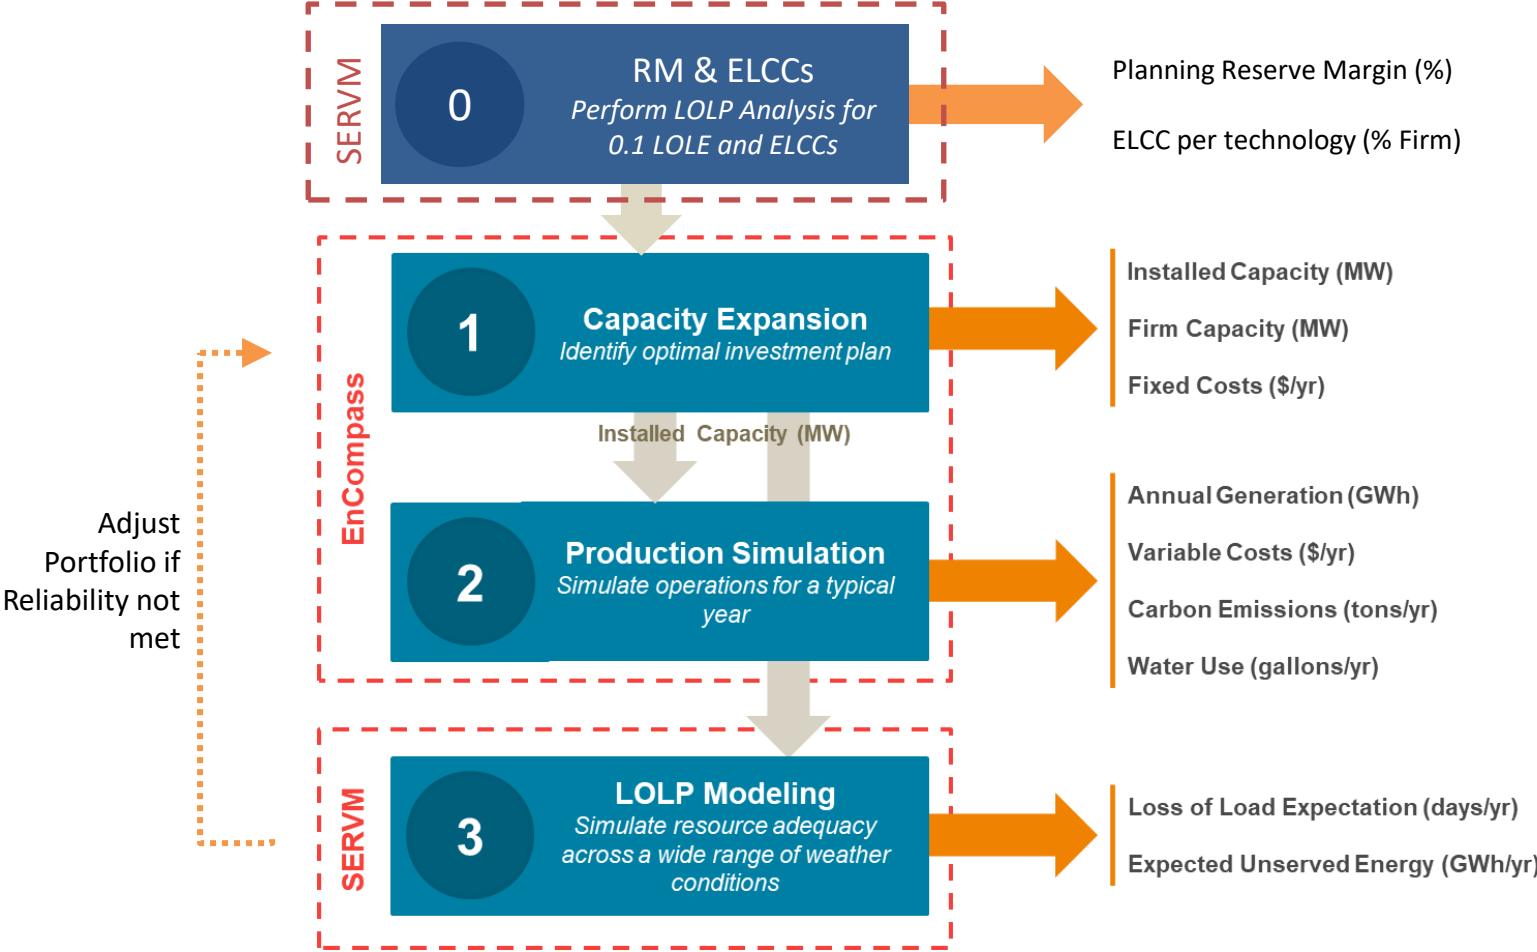 SERVM
0
RM & ELCCs
Perform LOLP Analysis for
0.1 LOLE and ELCCs
Planning Reserve Margin (%)
ELCC per technology (% Firm)
EnCompass
1
Capacity Expansion
Identify optimal investment plan
Installed Capacity (MW)
Firm Capacity (MW)
Fixed Costs ($/yr)
Installed Capacity (MW)
2
Production Simulation
Simulate operations for a typical
year
Annual Generation (GWh)
Variable Costs ($/yr)
Carbon Emissions (tons/yr)
Water Use (gallons/yr)
Adjust
Portfolio if
Reliability not
met
SERVM
3
LOLP Modeling
Simulate resource adequacy
across a wide range of weather
conditions
Loss of Load Expectation (days/yr)
Expected Unserved Energy (GWh/yr)